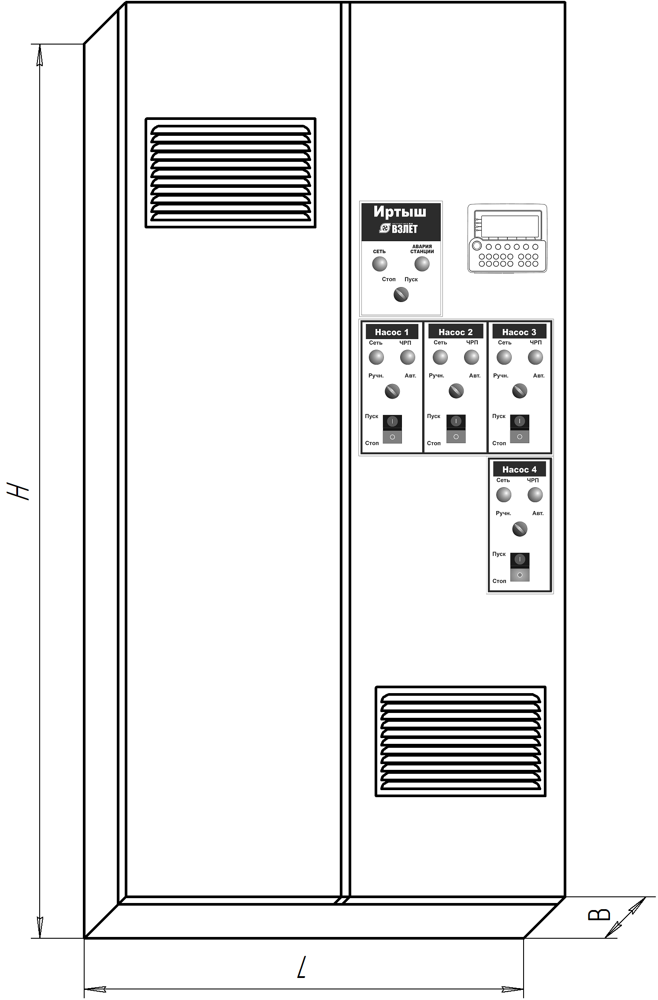 Иртыш
НАСОСНЫЙ ЗАВОД
ВЗЛЁТ
СЕТЬ
АВАРИЯ
СТАНЦИИ
Стоп Пуск
Насос 1
Сеть ЧРП
Ручн. Авт.
Пуск
Стоп
Насос 2
Сеть ЧРП
Ручн. Авт.
Пуск
Стоп
Насос 3
Сеть ЧРП
Ручн. Авт.
Пуск
Стоп
Насос 4
Сеть ЧРП
Ручн. Авт.
Пуск
Стоп
H
B
L